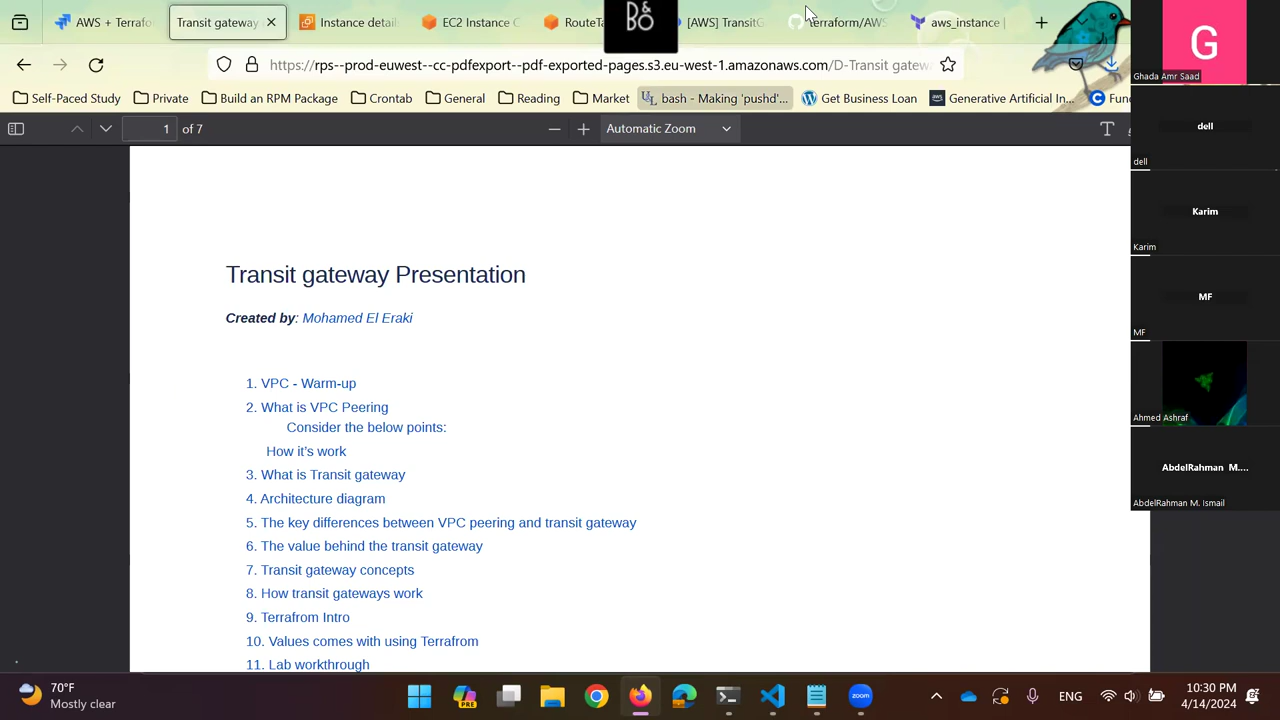 AWS + Terrafo
Transit gateway
Instance detail
EC2 Instance C
RouteTa
[AWS] TransitG
terraform/AWS
aws_instance |
D&
BO
https://rps--prod-euwest--cc-pdfexport--pdf-exported-pages.s3.eu-west-1.amazonaws.com/D-Transit gatew
Self-Paced Study
Private
Build an RPM Package
Crontab
General
Reading
Market
bash - Making 'pushd'...
Get Business Loan
Generative Artificial In...
Fun
1 of 7
Automatic Zoom
Transit gateway Presentation
Created by: Mohamed El Eraki
1. VPC - Warm-up
2. What is VPC Peering
Consider the below points:
How it’s work
3. What is Transit gateway
4. Architecture diagram
5. The key differences between VPC peering and transit gateway
6. The value behind the transit gateway
7. Transit gateway concepts
8. How transit gateways work
9. Terrafrom Intro
10. Values comes with using Terrafrom
11. Lab workthrough
G
Ghada Amr Saad
dell
dell
Karim
Karim
MF
MF
Ahmed Ashraf
AbdelRahman M....
AbdelRahman M. Ismail
70°F
Mostly clear
PRE
zoom
ENG
10:30 PM
4/14/2024